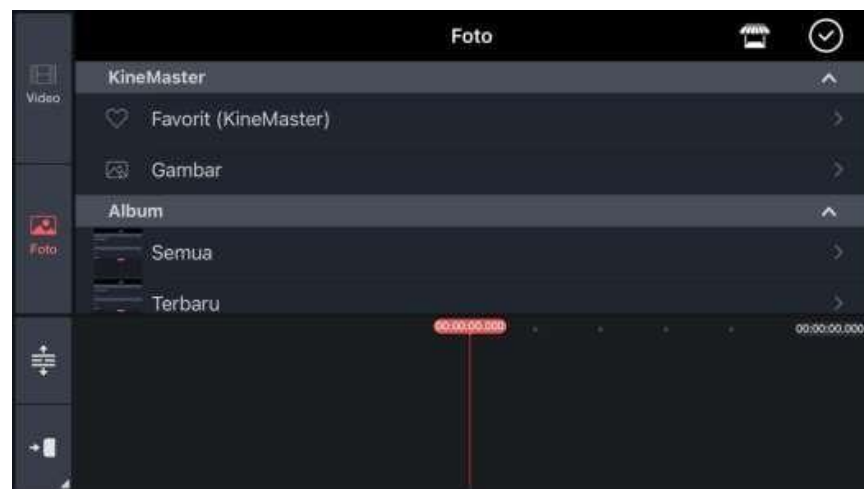 Foto
KineMaster
Video
Favorit (KineMaster)
Gambar
Album
Foto
Semua
Terbaru
00:00:00.000
00:00:00.000